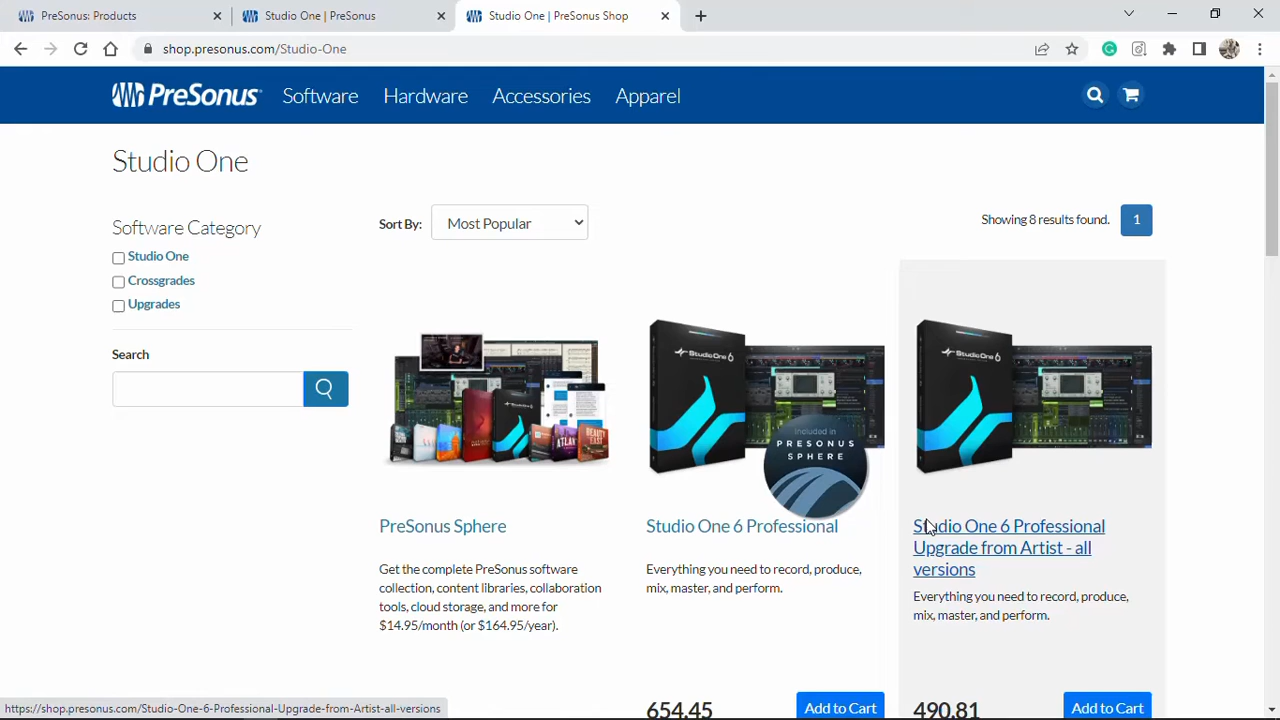 PreSonus: Products
Studio One | PreSonus
Studio One | PreSonus Shop
shop.presonus.com/Studio-One
PreSonus
Software
Hardware
Accessories
Apparel
Studio One
Software Category
Studio One
Crossgrades
Upgrades
Search
Sort By:
Most Popular
Showing 8 results found.
1
PreSonus Sphere
Get the complete PreSonus software
collection, content libraries, collaboration
tools, cloud storage, and more for
$14.95/month (or $164.95/year).
StudioOne 6
Included in
PRESONUS
SPHERE
Studio One 6 Professional
Everything you need to record, produce,
mix, master, and perform.
654.45
Add to Cart
StudioOne 6
Studio One 6 Professional
Upgrade from Artist - all
versions
Everything you need to record, produce,
mix, master, and perform.
490.81
Add to Cart
https://shop.presonus.com/Studio-One-6-Professional-Upgrade-from-Artist-all-versions